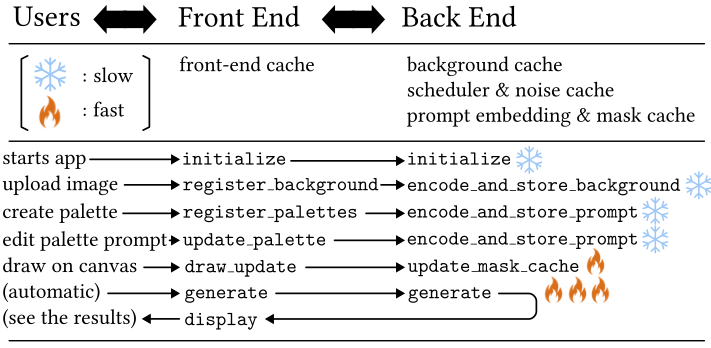 Users Front End Back End
: slow front-end cache background cache
scheduler & noise cache
: fast prompt embedding & mask cache
starts app initialize initialize
upload image register_background encode_and_store_background
create palette register_palettes encode_and_store_prompt
edit palette prompt update_palette encode_and_store_prompt
draw on canvas draw_update update_mask_cache
(automatic) generate generate
(see the results) display